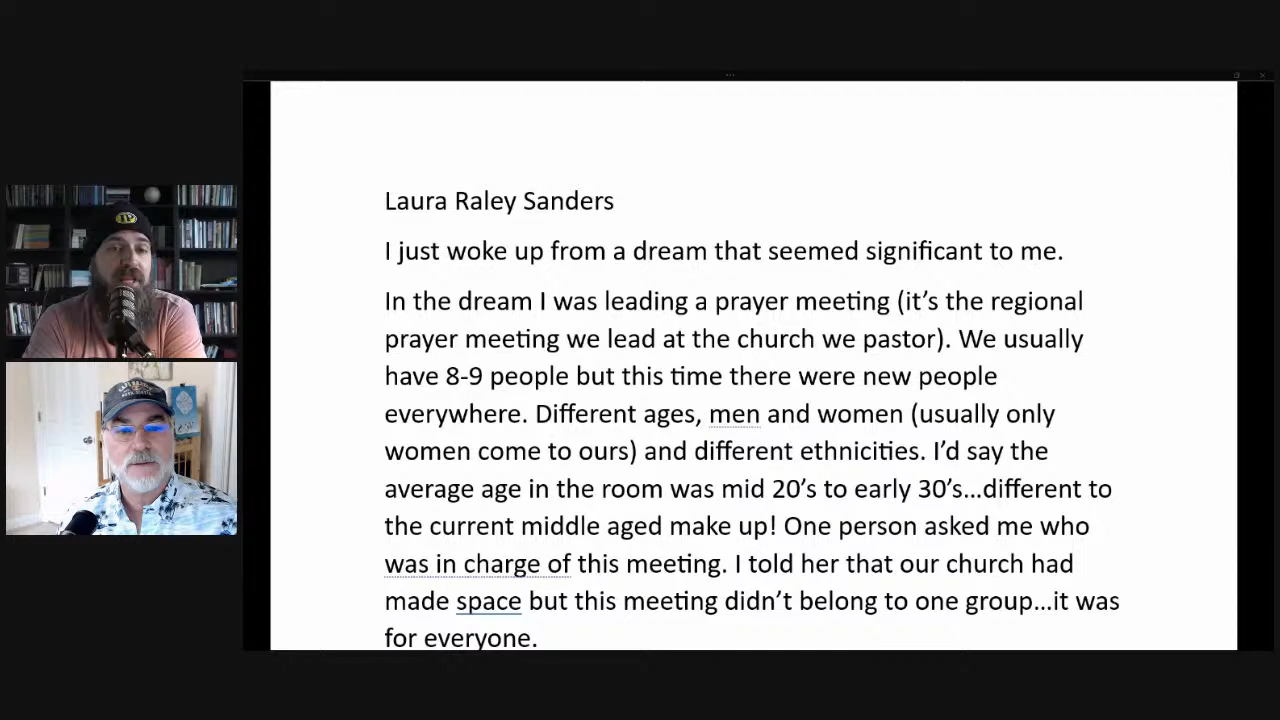 Laura Raley Sanders
I just woke up from a dream that seemed significant to me.
In the dream I was leading a prayer meeting (it’s the regional
prayer meeting we lead at the church we pastor). We usually
have 8-9 people but this time there were new people
everywhere. Different ages, men and women (usually only
women come to ours) and different ethnicities. I’d say the
average age in the room was mid 20’s to early 30’s…different to
the current middle aged make up! One person asked me who
was in charge of this meeting. I told her that our church had
made space but this meeting didn’t belong to one group…it was
for everyone.